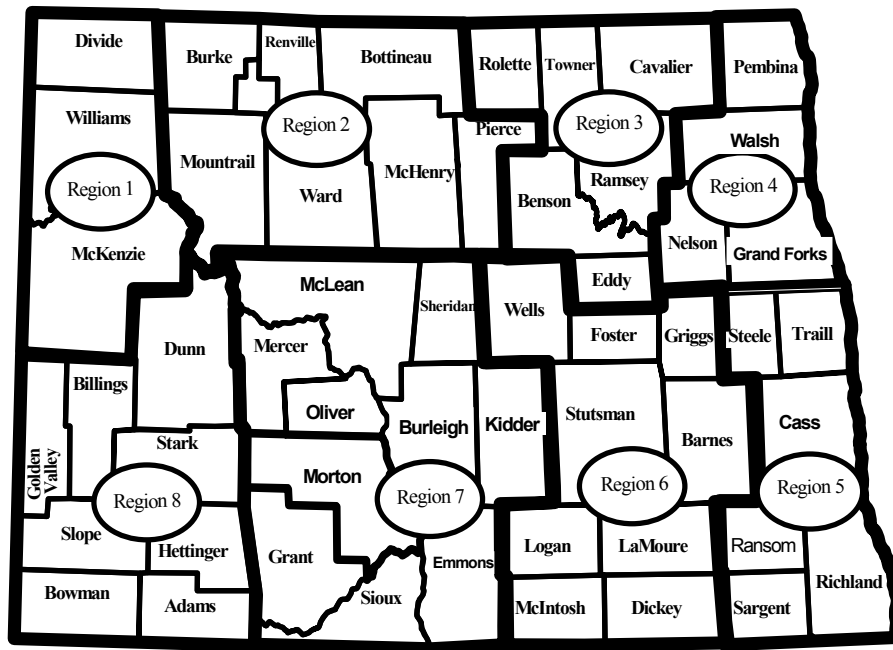 Divide
Burke
Renville
Bottineau
Rolette
Towner
Cavalier
Pembina
Williams
Region 2
Region 3
Pierce
Walsh
Mountrail
McHenry
Ramsey
Region 1
Ward
Benson
Region 4
McKenzie
Nelson
Grand Forks
McLean
Eddy
Sheridan
Wells
Mercer
Dunn
Foster
Griggs
Steele
Traill
Billings
Oliver
Burleigh
Kidder
Stutsman
Cass
Stark
Barnes
Golden
Valley
Morton
Region 8
Region 7
Region 6
Region 5
Slope
Hettinger
Grant
Emmons
Logan
LaMoure
Ransom
Richland
Bowman
Adams
Sioux
McIntosh
Dickey
Sargent